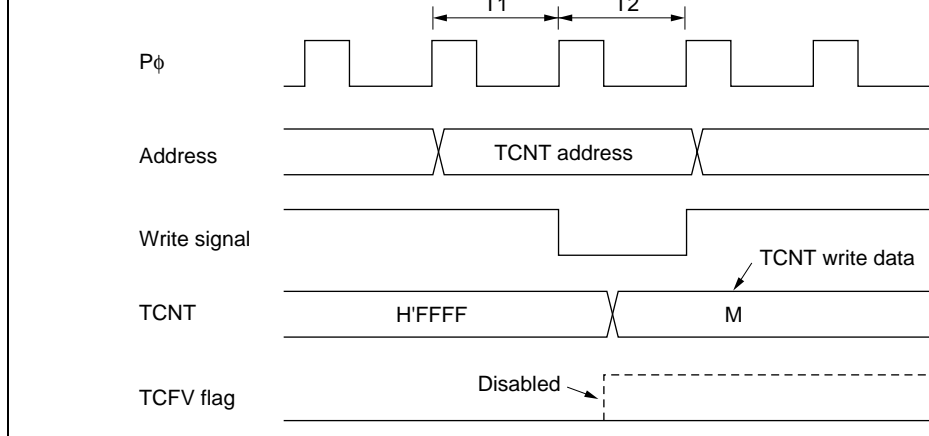 T1 T2
Pφ
Address TCNT address
Write signal
TCNT write data
TCNT H'FFFF M
Disabled
TCFV flag